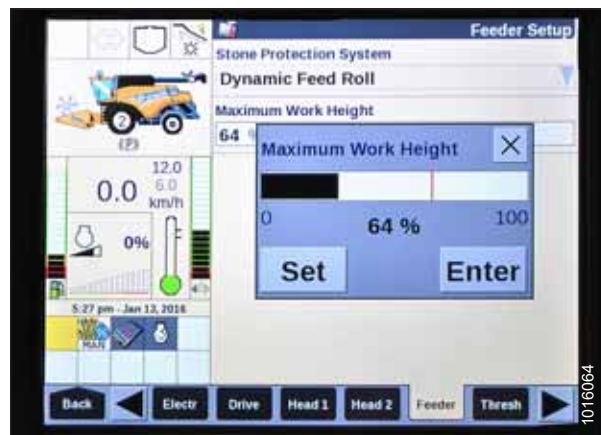 Feeder Setup
Stone Protection System
Dynamic Feed Roll
Maximum Work Height
64
Maximum Work Height
0
64 %
100
Set
Enter
2
(P)
12.0
6.0
0.0
km/h
0%
5:27 pm - Jan 13, 2016
MAN
Back
Electr
Drive
Head 1
Head 2
Feeder
Thresh
1016064